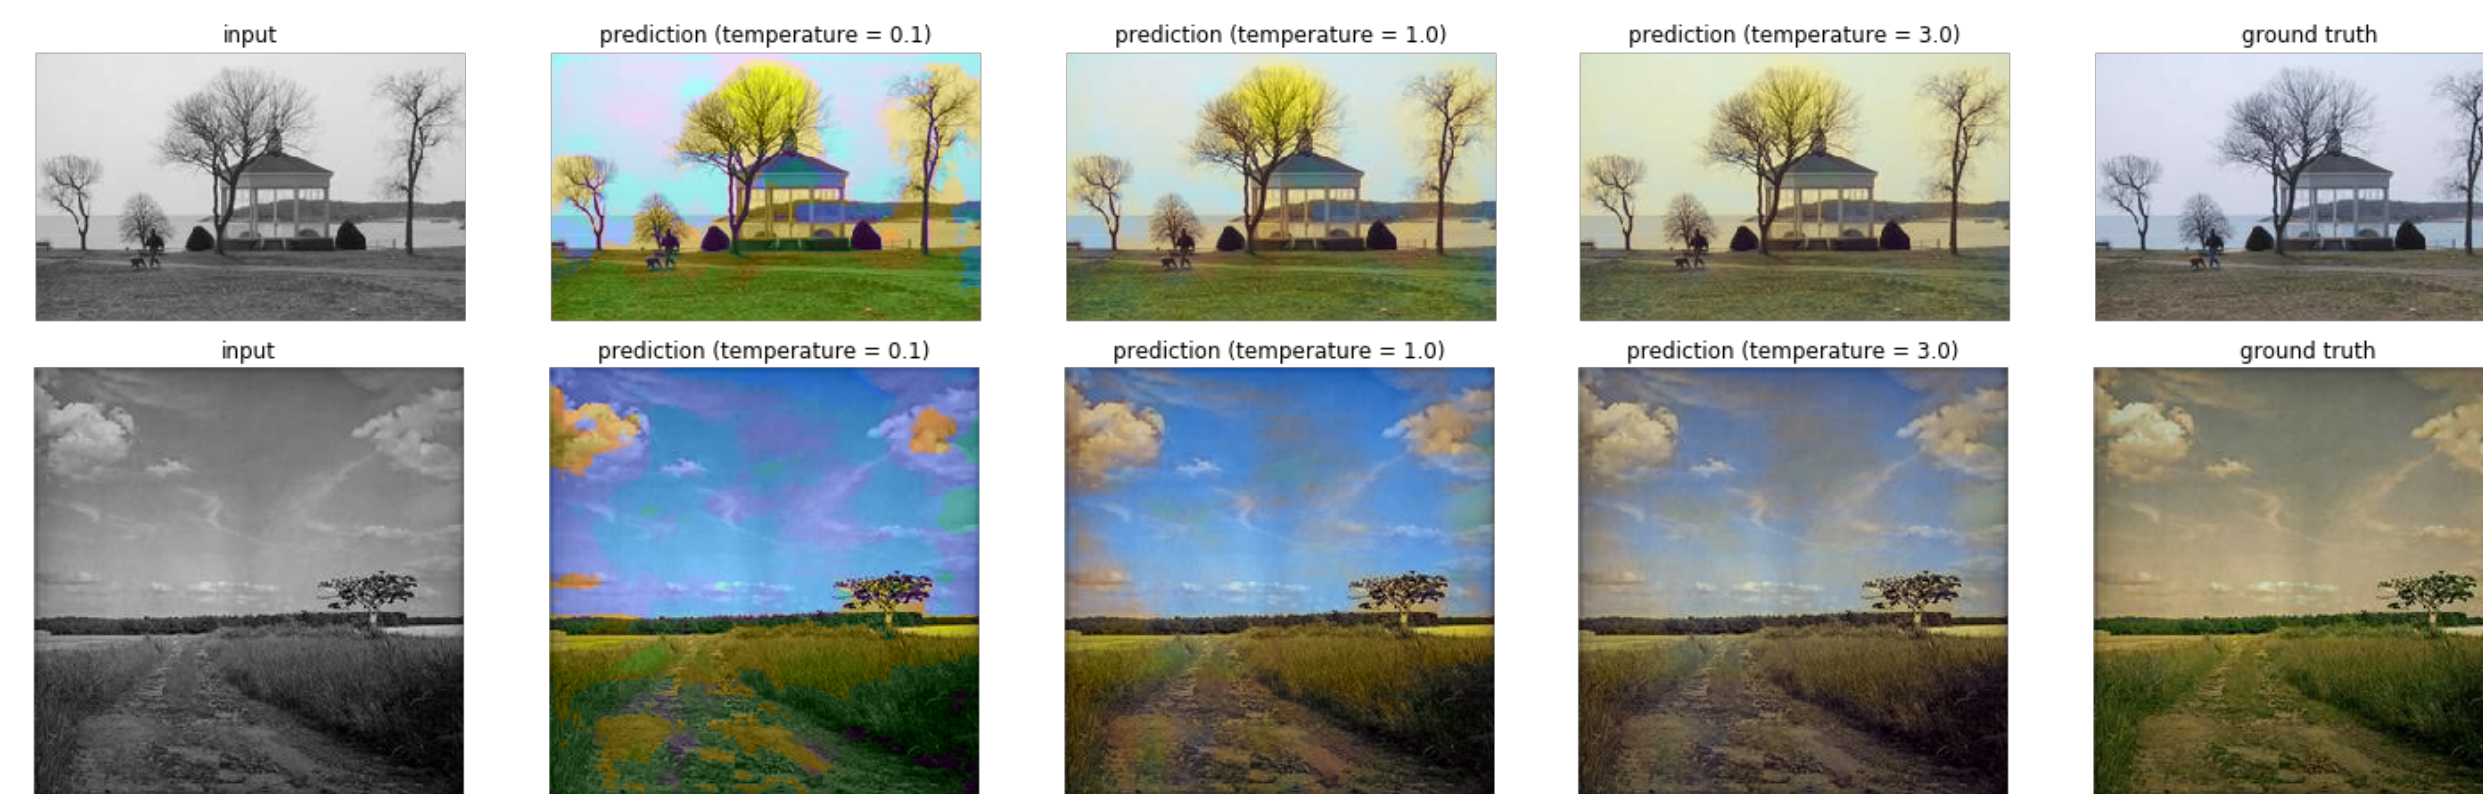 input
prediction (temperature = 0.1)
prediction (temperature = 1.0)
prediction (temperature = 3.0)
ground truth
input
prediction (temperature = 0.1)
prediction (temperature = 1.0)
prediction (temperature = 3.0)
ground truth